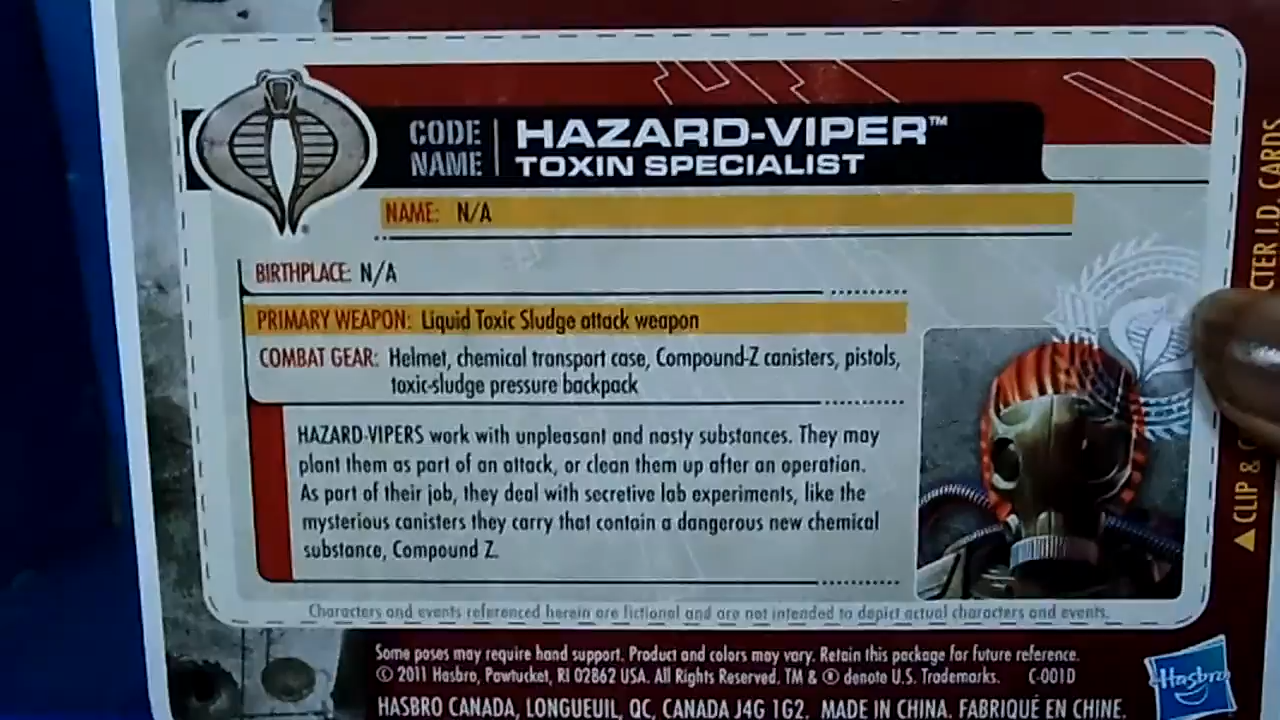 CODE NAME
HAZARD-VIPER™
TOXIN SPECIALIST
NAME: N/A
BIRTHPLACE: N/A
PRIMARY WEAPON: Liquid Toxic Sludge attack weapon
COMBAT GEAR: Helmet, chemical transport case, Compound-Z canisters, pistols,
toxic-sludge pressure backpack
HAZARD-VIPERS work with unpleasant and nasty substances. They may
plant them as part of an attack, or clean them up after an operation.
As part of their job, they deal with secretive lab experiments, like the
mysterious canisters they carry that contain a dangerous new chemical
substance, Compound Z.
Characters and events referenced herein are fictional and are not intended to depict actual characters and events.
Some poses may require hand support. Product and colors may vary. Retain this package for future reference.
© 2011 Hasbro, Pawtucket, RI 02862 USA. All Rights Reserved. TM & ® denote U.S. Trademarks. C-001D
HASBRO CANADA, LONGUEUIL, QC, CANADA J4G 1G2. MADE IN CHINA. FABRIQUÉ EN CHINE.
Hasbro
▲ CLIP &
I.D. CARDS